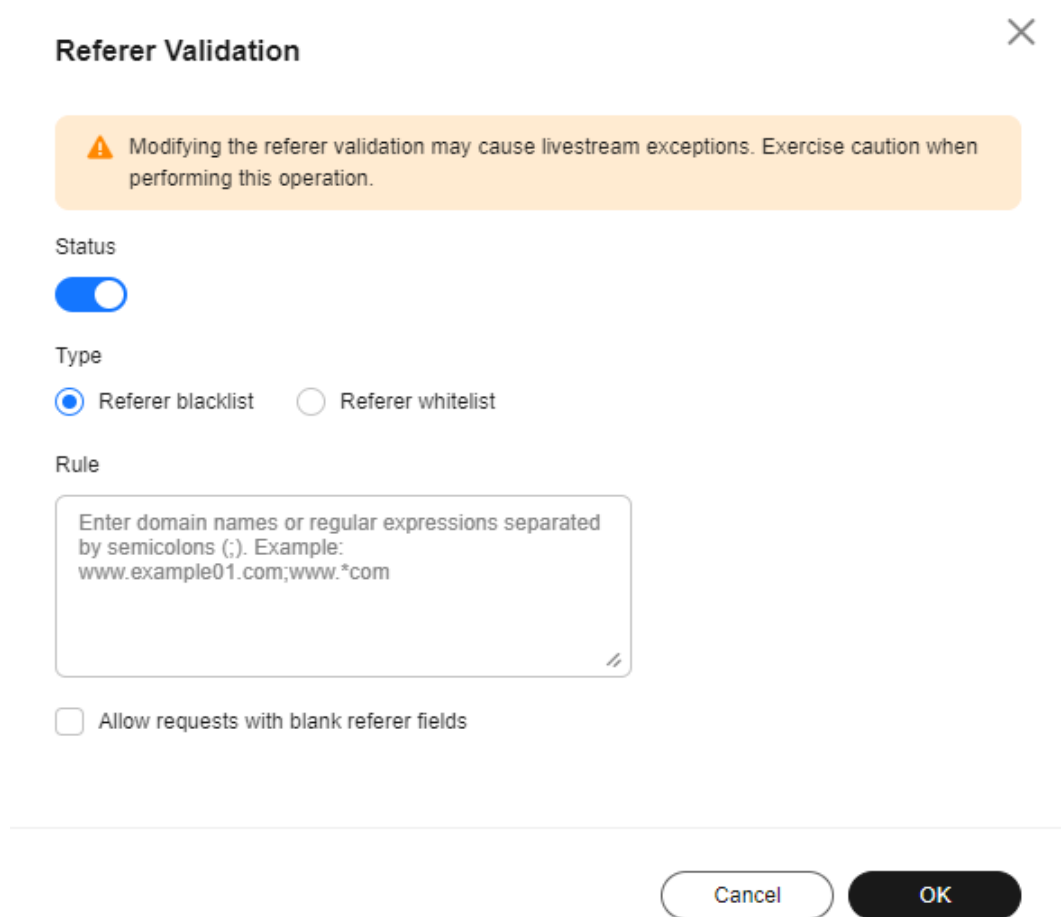 Referer Validation
Modifying the referer validation may cause livestream exceptions. Exercise caution when
performing this operation.
Status
Type
Referer blacklist
Referer whitelist
Rule
Enter domain names or regular expressions separated
by semicolons (;). Example:
www.example01.com;www.*com
Allow requests with blank referer fields
Cancel
OK